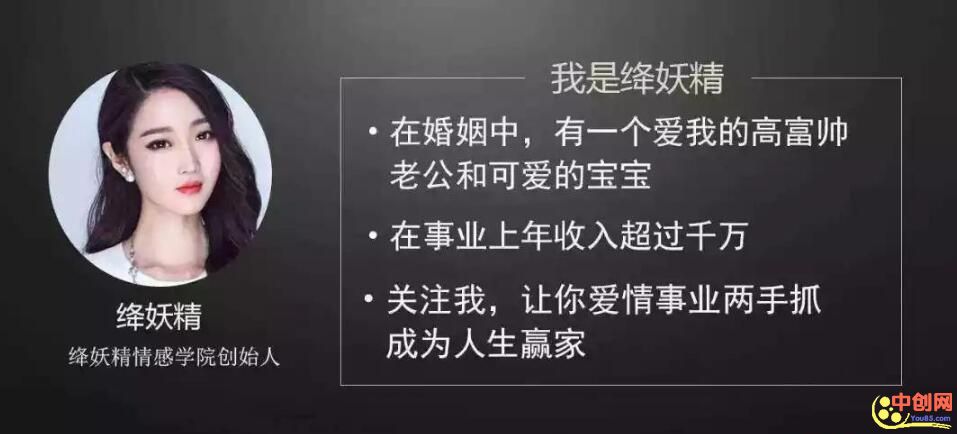 我是绛妖精
• 在婚姻中，有一个爱我的高富帅
老公和可爱的宝宝
• 在事业上年收入超过千万
• 关注我，让你爱情事业两手抓
成为人生赢家
绛妖精
绛妖精情感学院创始人
中创网
You85.com